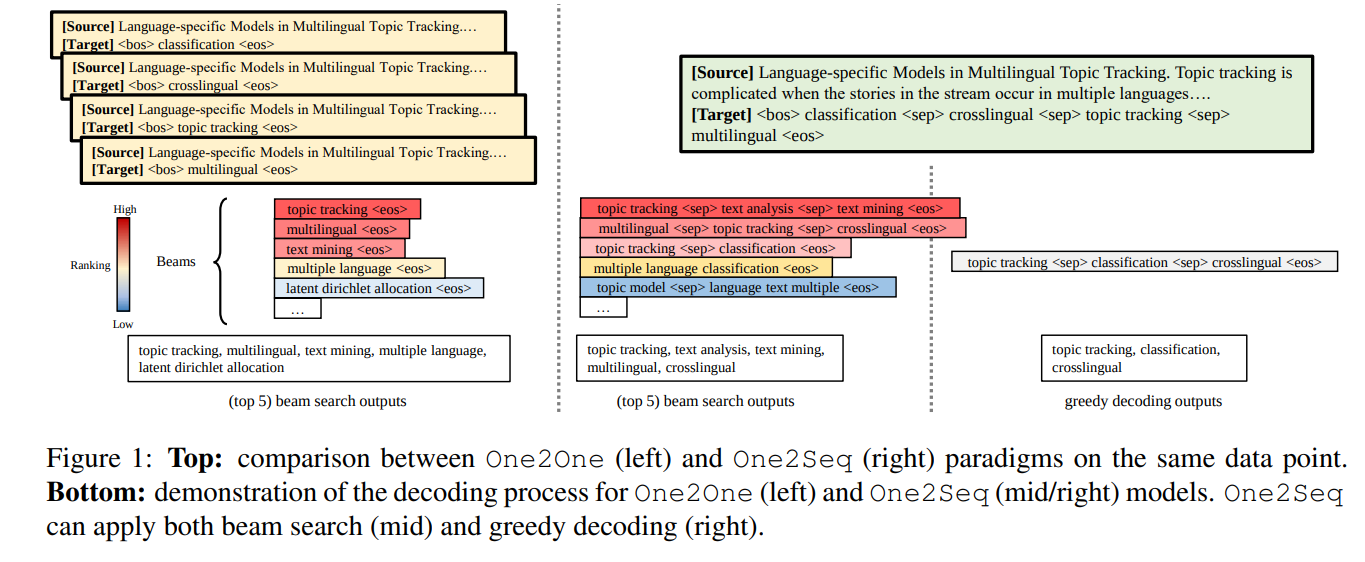 [Source] Language-specific Models in Multilingual Topic Tracking.…
[Target] <bos> classification <eos>
[Source] Language-specific Models in Multilingual Topic Tracking.…
[Target] <bos> crosslingual <eos>
[Source] Language-specific Models in Multilingual Topic Tracking.…
[Target] <bos> topic tracking <eos>
[Source] Language-specific Models in Multilingual Topic Tracking.…
[Target] <bos> multilingual <eos>
[Source] Language-specific Models in Multilingual Topic Tracking. Topic tracking is
complicated when the stories in the stream occur in multiple languages….
[Target] <bos> classification <sep> crosslingual <sep> topic tracking <sep>
multilingual <eos>
High
Ranking
Low
Beams
topic tracking <eos>
multilingual <eos>
text mining <eos>
multiple language <eos>
latent dirichlet allocation <eos>
…
topic tracking, multilingual, text mining, multiple language,
latent dirichlet allocation
(top 5) beam search outputs
topic tracking <sep> text analysis <sep> text mining <eos>
multilingual <sep> topic tracking <sep> crosslingual <eos>
topic tracking <sep> classification <eos>
multiple language classification <eos>
topic model <sep> language text multiple <eos>
…
topic tracking, text analysis, text mining,
multilingual, crosslingual
(top 5) beam search outputs
topic tracking <sep> classification <sep> crosslingual <eos>
topic tracking, classification,
crosslingual
greedy decoding outputs
Figure 1: Top: comparison between One2One (left) and One2Seq (right) paradigms on the same data point.
Bottom: demonstration of the decoding process for One2One (left) and One2Seq (mid/right) models. One2Seq
can apply both beam search (mid) and greedy decoding (right).